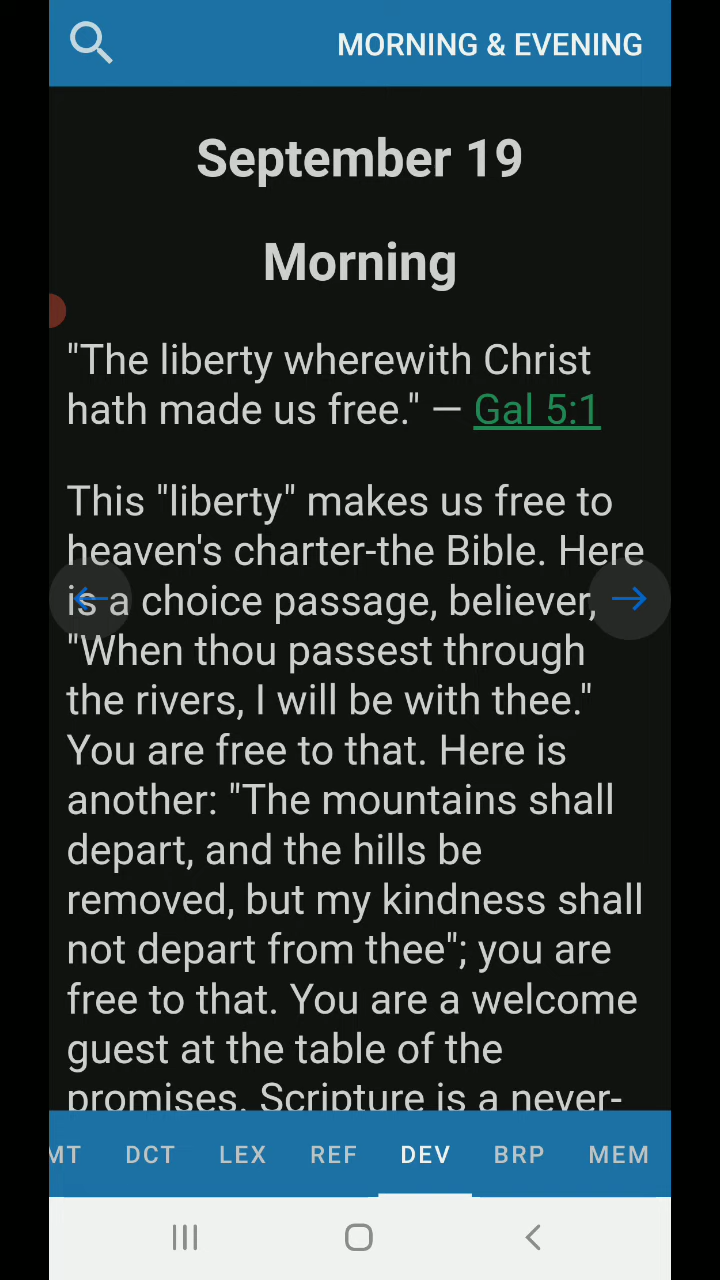 MORNING & EVENING
September 19
Morning
"The liberty wherewith Christ
hath made us free." — Gal 5:1
This "liberty" makes us free to
heaven's charter-the Bible. Here
is a choice passage, believer,
"When thou passest through
the rivers, I will be with thee."
You are free to that. Here is
another: "The mountains shall
depart, and the hills be
removed, but my kindness shall
not depart from thee"; you are
free to that. You are a welcome
guest at the table of the
promises. Scripture is a never-
MT DCT LEX REF DEV BRP MEM